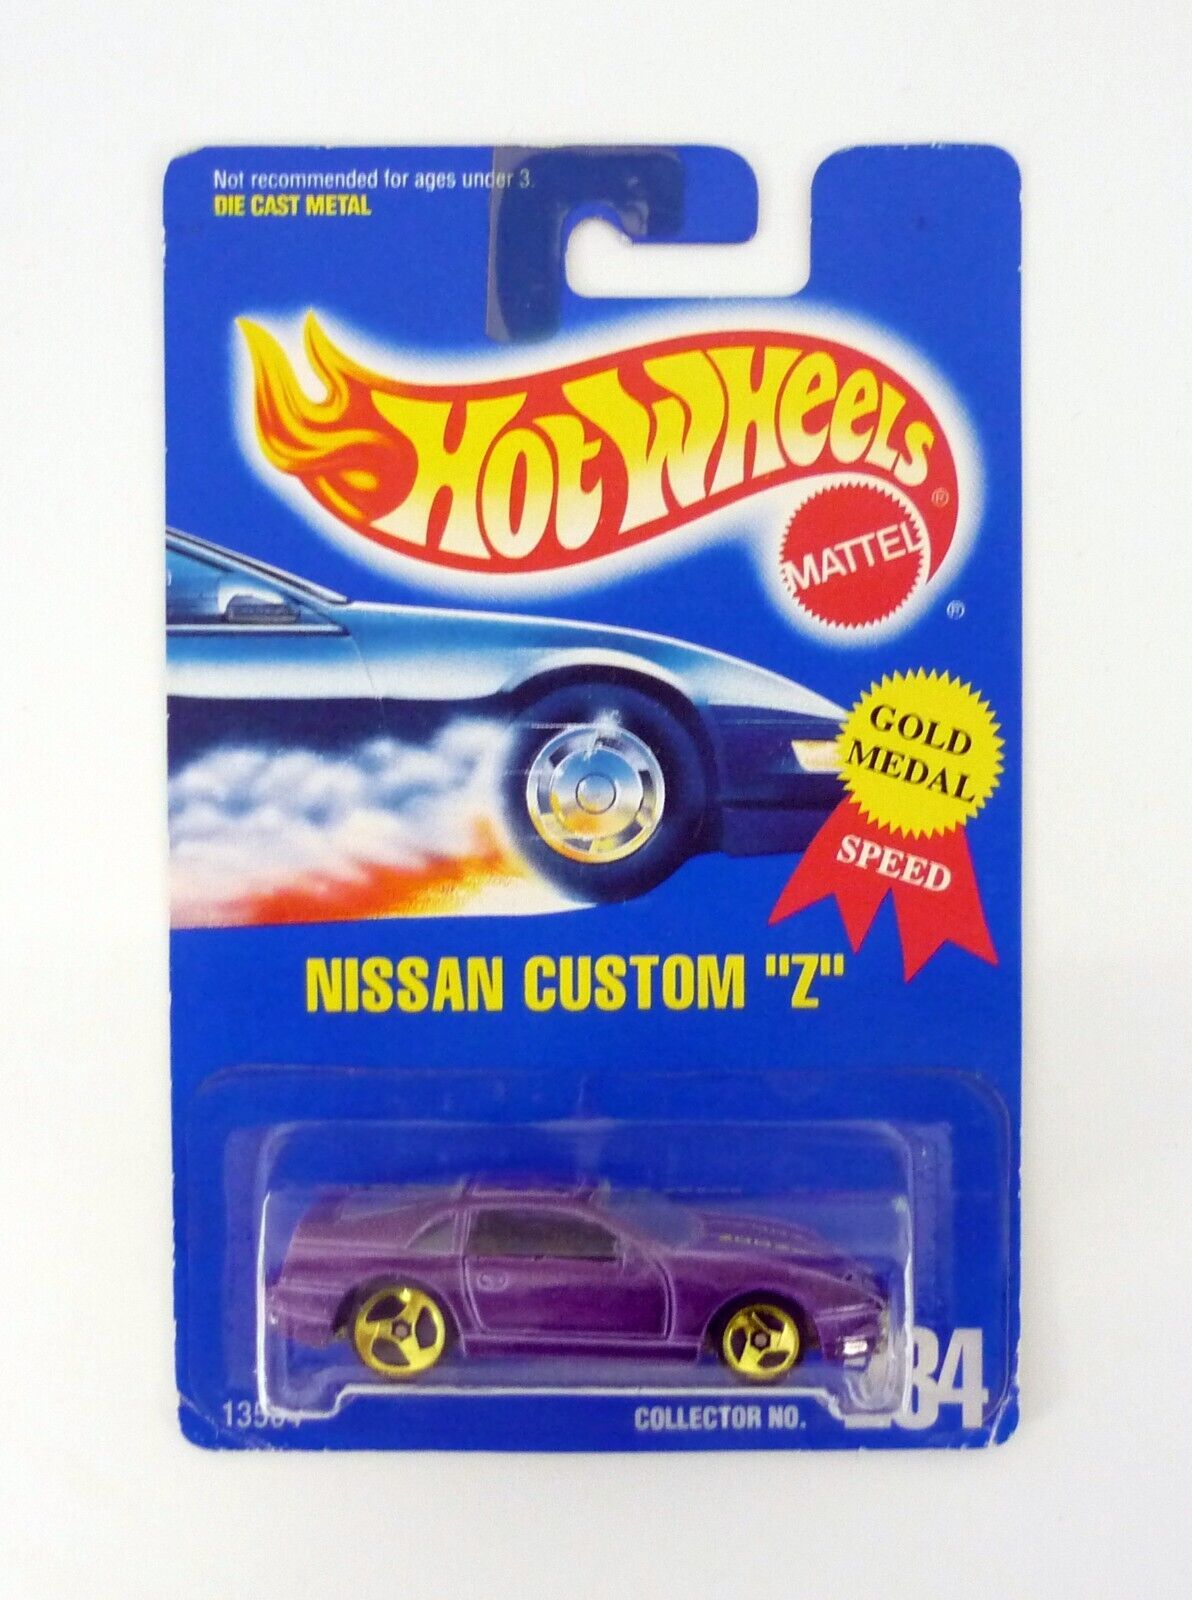 Not recommended for ages under 3.
DIE CAST METAL
HOT WHEELS®
MATTEL
®
GOLD
MEDAL
SPEED
NISSAN CUSTOM "Z"
COLLECTOR NO.